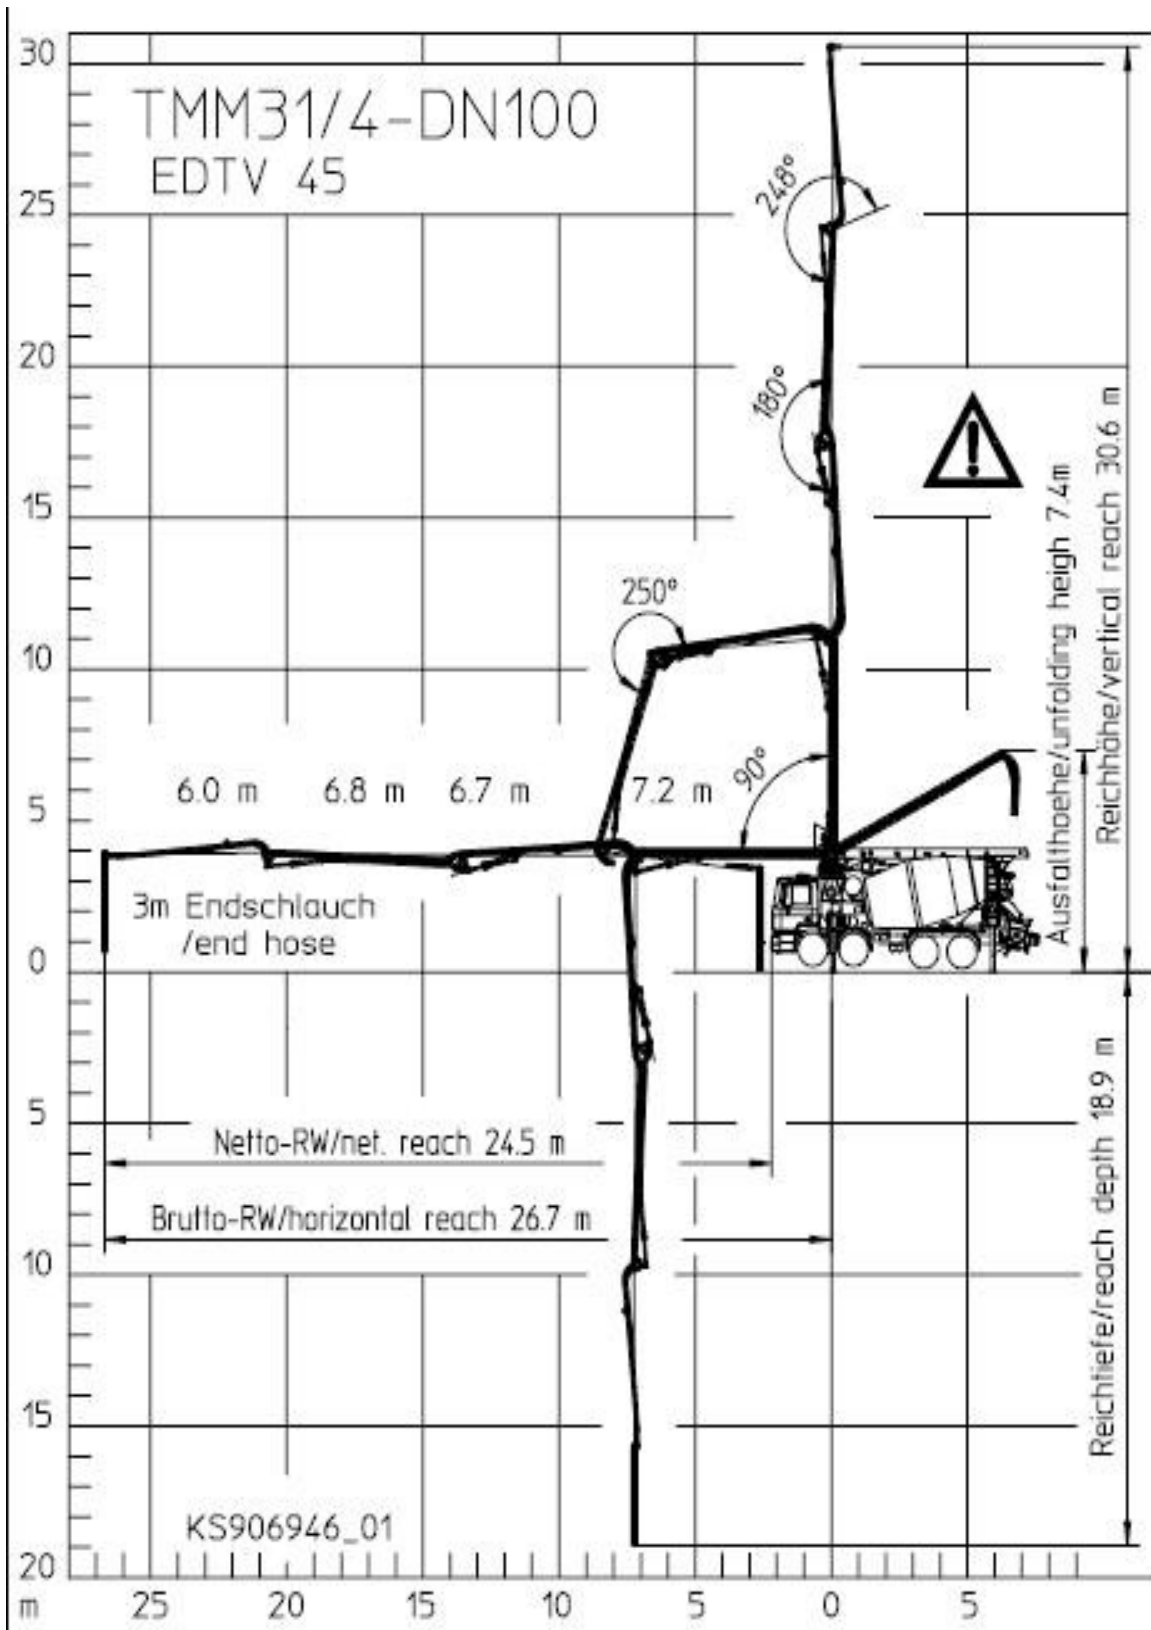 30
TMM31/4-DN100
EDTV 45
248°
25
20
180°
15
250°
10
6.0 m 6.8 m 6.7 m 7.2 m 90°
5
3m Endschlauch
/end hose
0
Ausfalthoehe/unfolding heigh 7.4m
Reichhöhe/vertical reach 30.6 m
5
Netto-RW/net. reach 24.5 m
Brutto-RW/horizontal reach 26.7 m
Reichtiefe/reach depth 18.9 m
10
15
KS906946_01
20
m 25 20 15 10 5 0 5